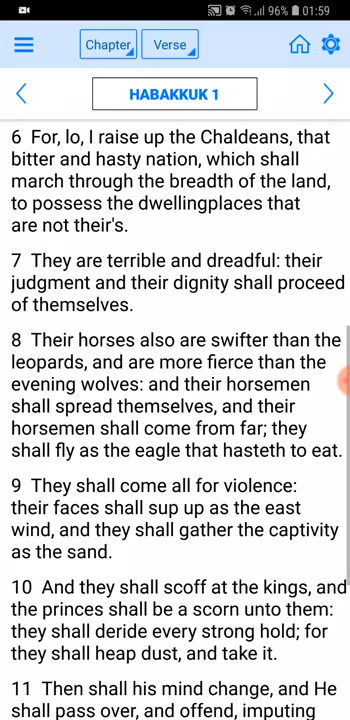 96% 01:59
Chapter Verse
HABAKKUK 1
6 For, lo, I raise up the Chaldeans, that
bitter and hasty nation, which shall
march through the breadth of the land,
to possess the dwellingplaces that
are not their's.
7 They are terrible and dreadful: their
judgment and their dignity shall proceed
of themselves.
8 Their horses also are swifter than the
leopards, and are more fierce than the
evening wolves: and their horsemen
shall spread themselves, and their
horsemen shall come from far; they
shall fly as the eagle that hasteth to eat.
9 They shall come all for violence:
their faces shall sup up as the east
wind, and they shall gather the captivity
as the sand.
10 And they shall scoff at the kings, and
the princes shall be a scorn unto them:
they shall deride every strong hold; for
they shall heap dust, and take it.
11 Then shall his mind change, and He
shall pass over, and offend, imputing